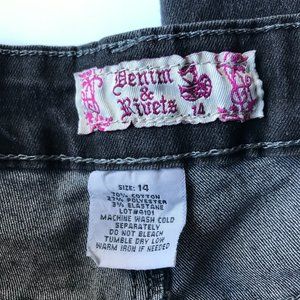 Denim
&
Rivets
14
SIZE: 14
70% COTTON
27% POLYESTER
3% ELASTANE
LOT#9101
MACHINE WASH COLD
SEPARATELY
DO NOT BLEACH
TUMBLE DRY LOW
WARM IRON IF NEEDED